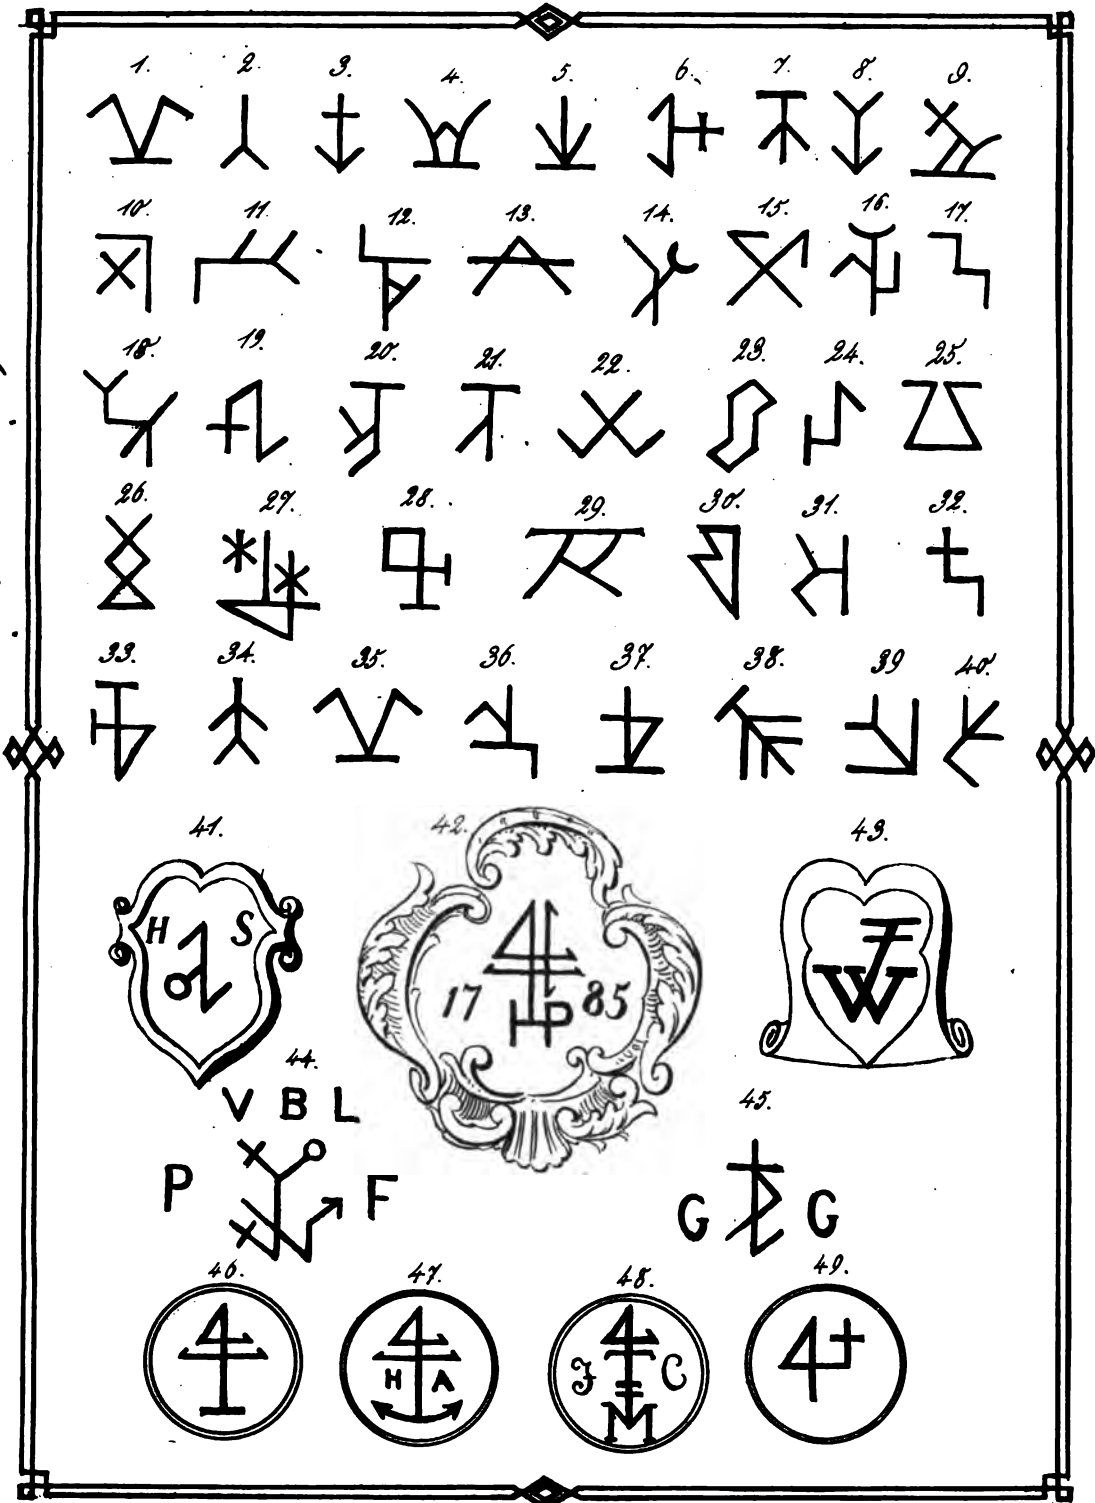 1. 2. 3. 4. 5. 6. 7. 8. 9.
10. 11. 12. 13. 14. 15. 16. 17.
18. 19. 20. 21. 22. 23. 24. 25.
26. 27. 28. 29. 30. 31. 32.
33. 34. 35. 36. 37. 38. 39 40.
41. 42. 43.
H S
17 85
HP
W
44.
V B L
P F
45.
G G
46. 47. 48. 49.
H A
J C
M